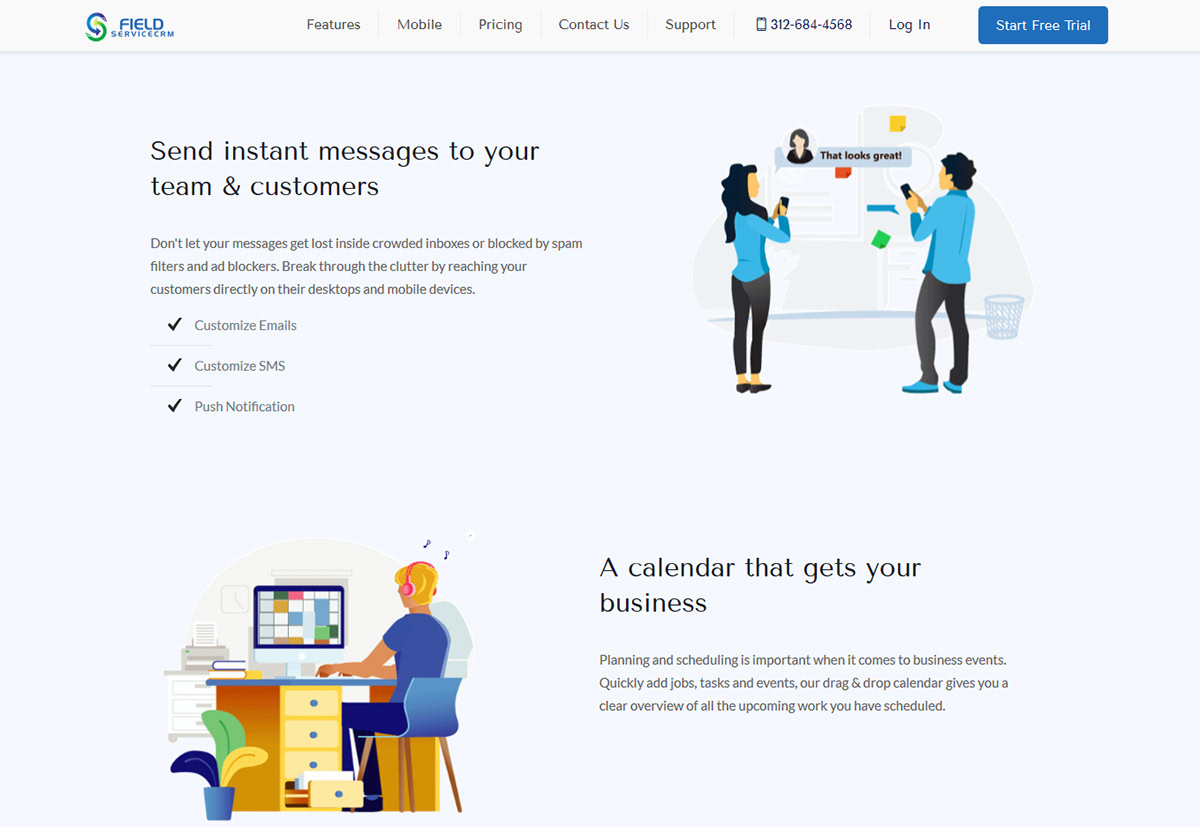 FIELD
SERVICECRM
Features
Mobile
Pricing
Contact Us
Support
312-684-4568
Log In
Start Free Trial
Send instant messages to your
team & customers
Don't let your messages get lost inside crowded inboxes or blocked by spam
filters and ad blockers. Break through the clutter by reaching your
customers directly on their desktops and mobile devices.
Customize Emails
Customize SMS
Push Notification
That looks great!
A calendar that gets your
business
Planning and scheduling is important when it comes to business events.
Quickly add jobs, tasks and events, our drag & drop calendar gives you a
clear overview of all the upcoming work you have scheduled.